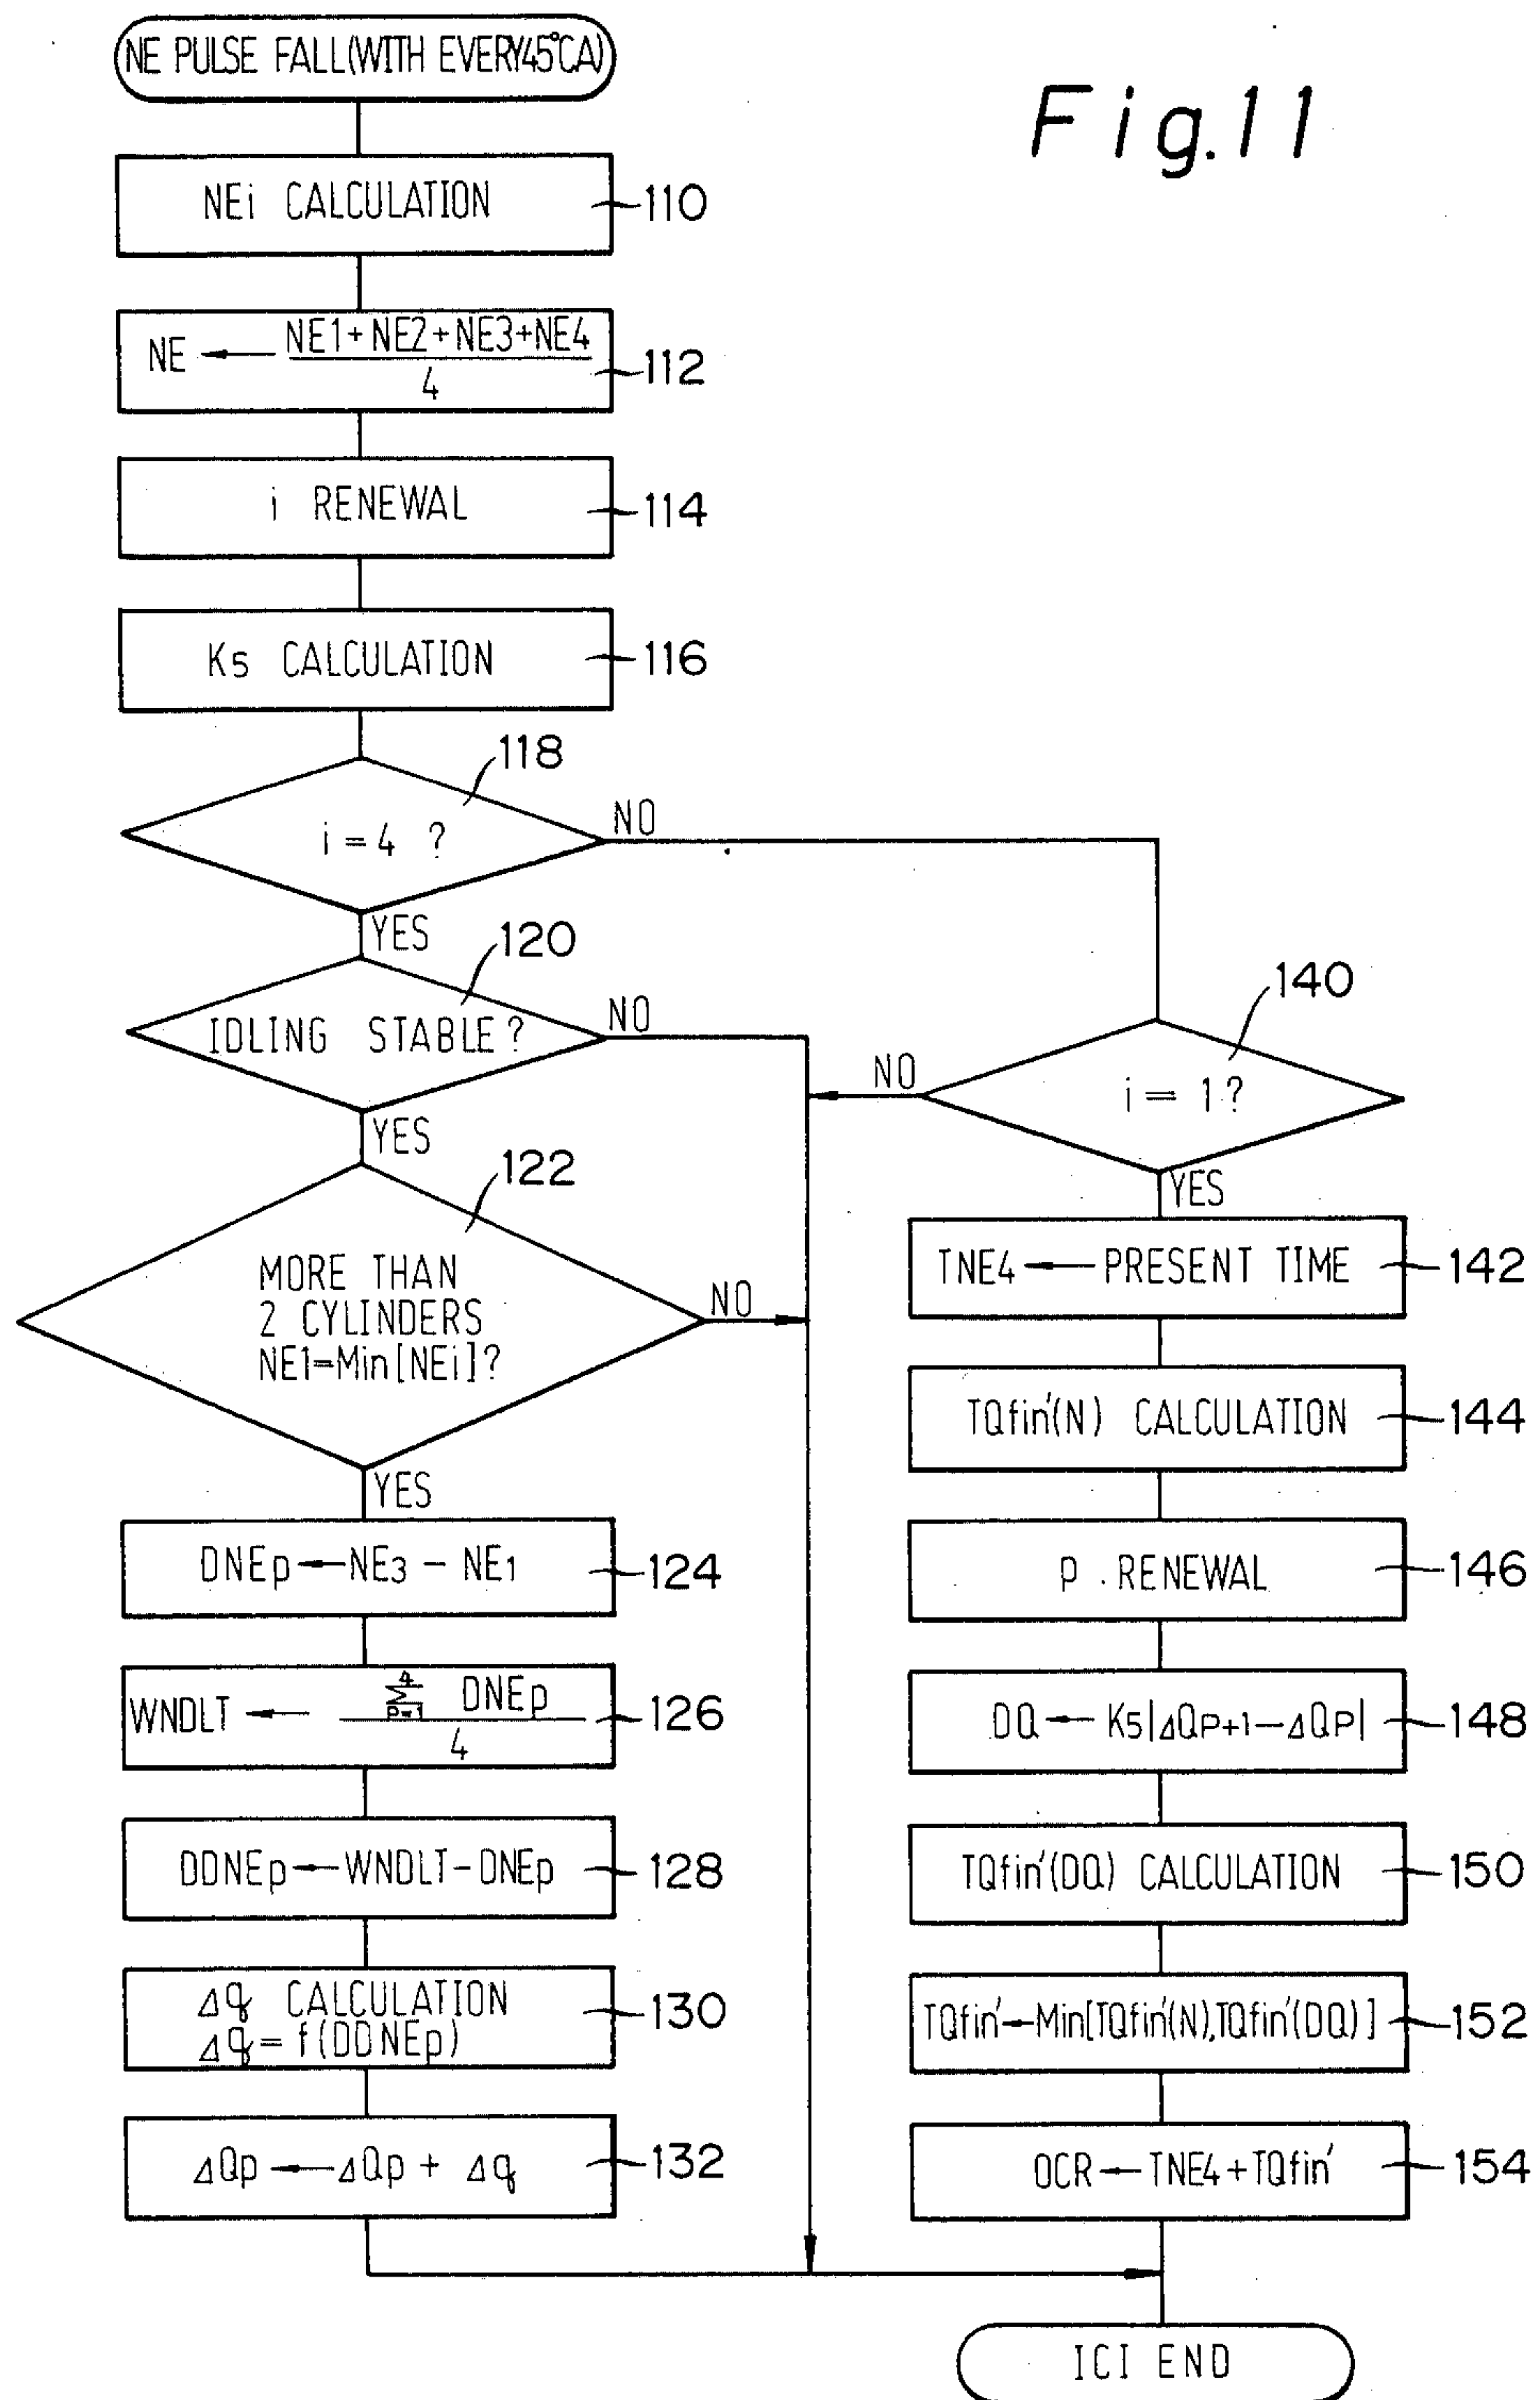 Fig.11
NE PULSE FALL(WITH EVERY45°CA)
NEi CALCULATION
110
NE ← NE1+NE2+NE3+NE4
4
112
i RENEWAL
114
K5 CALCULATION
116
118
i = 4 ?
NO
YES
120
IDLING STABLE?
NO
YES
122
MORE THAN
2 CYLINDERS
NE1=Min[NEi]?
NO
YES
DNEp←NE3 - NE1
124
WNDLT ← 4 Σ p=1 DNEp
4
126
DDNEp←WNDLT-DNEp
128
Δq CALCULATION
Δq = f(DDNEp)
130
ΔQp←ΔQp + Δq
132
140
i = 1?
NO
YES
TNE4←PRESENT TIME
142
TQfin'(N) CALCULATION
144
p . RENEWAL
146
DQ← K5|ΔQP+1-ΔQP|
148
TQfin'(DQ) CALCULATION
150
TQfin'←Min[TQfin'(N),TQfin'(DQ)]
152
OCR←TNE4+TQfin'
154
ICI END